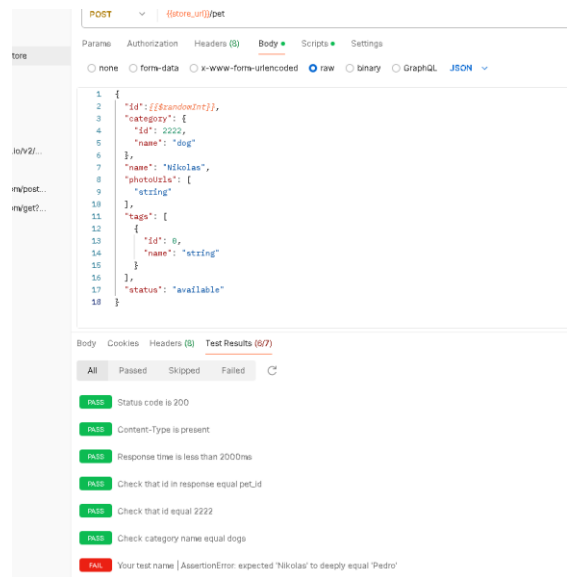 POST {{store_url}}/pet
Params Authorization Headers (8) Body Scripts Settings
tore
none form-data x-www-form-urlencoded raw binary GraphQL JSON
1 {
2 "id":{{$randomInt}},
3 "category": {
4 "id": 2222,
5 "name": "dog"
6 },
.io/v2/...
7 "name": "Nikolas",
8 "photoUrls": [
9 "string"
om/post...
10 ],
om/get?...
11 "tags": [
12 {
13 "id": 0,
14 "name": "string"
15 }
16 ],
17 "status": "available"
18 }
Body Cookies Headers (8) Test Results (6/7)
All Passed Skipped Failed
PASS Status code is 200
PASS Content-Type is present
PASS Response time is less than 2000ms
PASS Check that id in response equal pet_id
PASS Check that id equal 2222
PASS Check category name equal dogs
FAIL Your test name | AssertionError: expected 'Nikolas' to deeply equal 'Pedro'